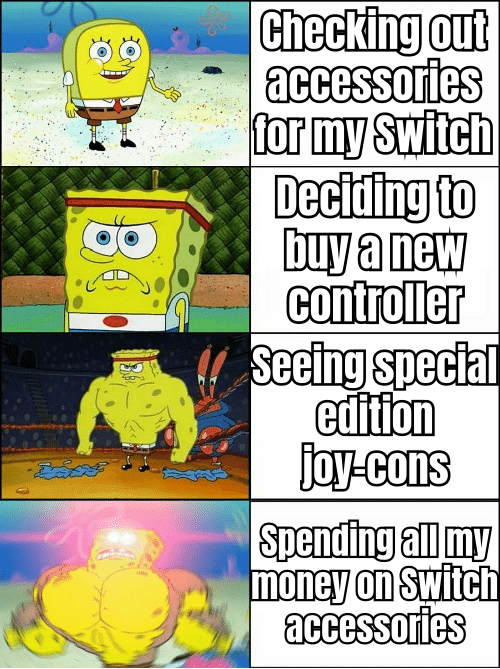 Checking out
accessories
for my Switch
Deciding to
buy a new
controller
Seeing special
edition
joy-cons
Spending all my
money on Switch
accessories